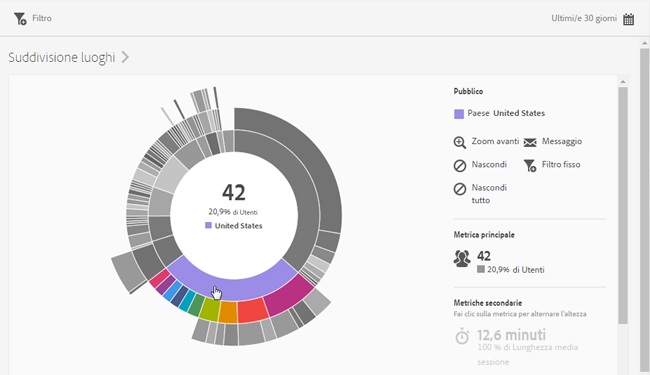 Filtro
Ultimi/e 30 giorni
Suddivisione luoghi
42
20,9% di Utenti
United States
Pubblico
Paese United States
Zoom avanti
Messaggio
Nascondi
Filtro fisso
Nascondi
tutto
Metrica principale
42
20,9% di Utenti
Metriche secondarie
Fai clic sulla metrica per alternare l'altezza
12,6 minuti
100 % di Lunghezza media
sessione